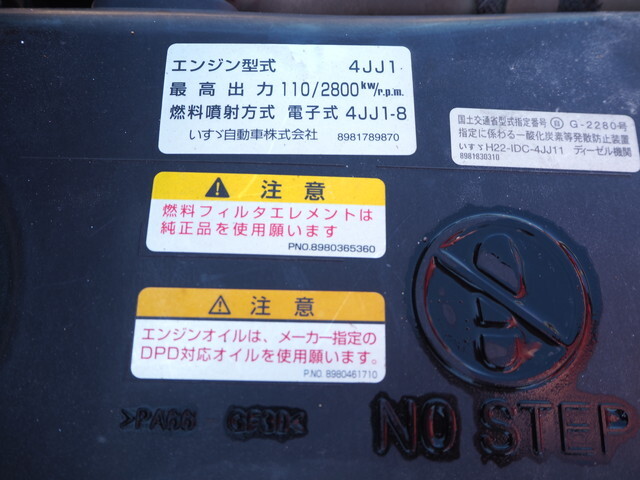 エンジン型式 4JJ1
最高出力 110/2800kw/r.p.m.
燃料噴射方式 電子式 4JJ1-8
いすゞ自動車株式会社 8981789870
国土交通省型式指定番号 Ⓑ G-2280号
指定に係わる一酸化炭素等発散防止装置
いすゞH22-IDC-4JJ11 ディーゼル機関
8981830310
注意
燃料フィルタエレメントは
純正品を使用願います
PNO.8980365360
注意
エンジンオイルは、メーカー指定の
DPD対応オイルを使用願います。
P.NO. 8980461710
>PA66
NO STEP